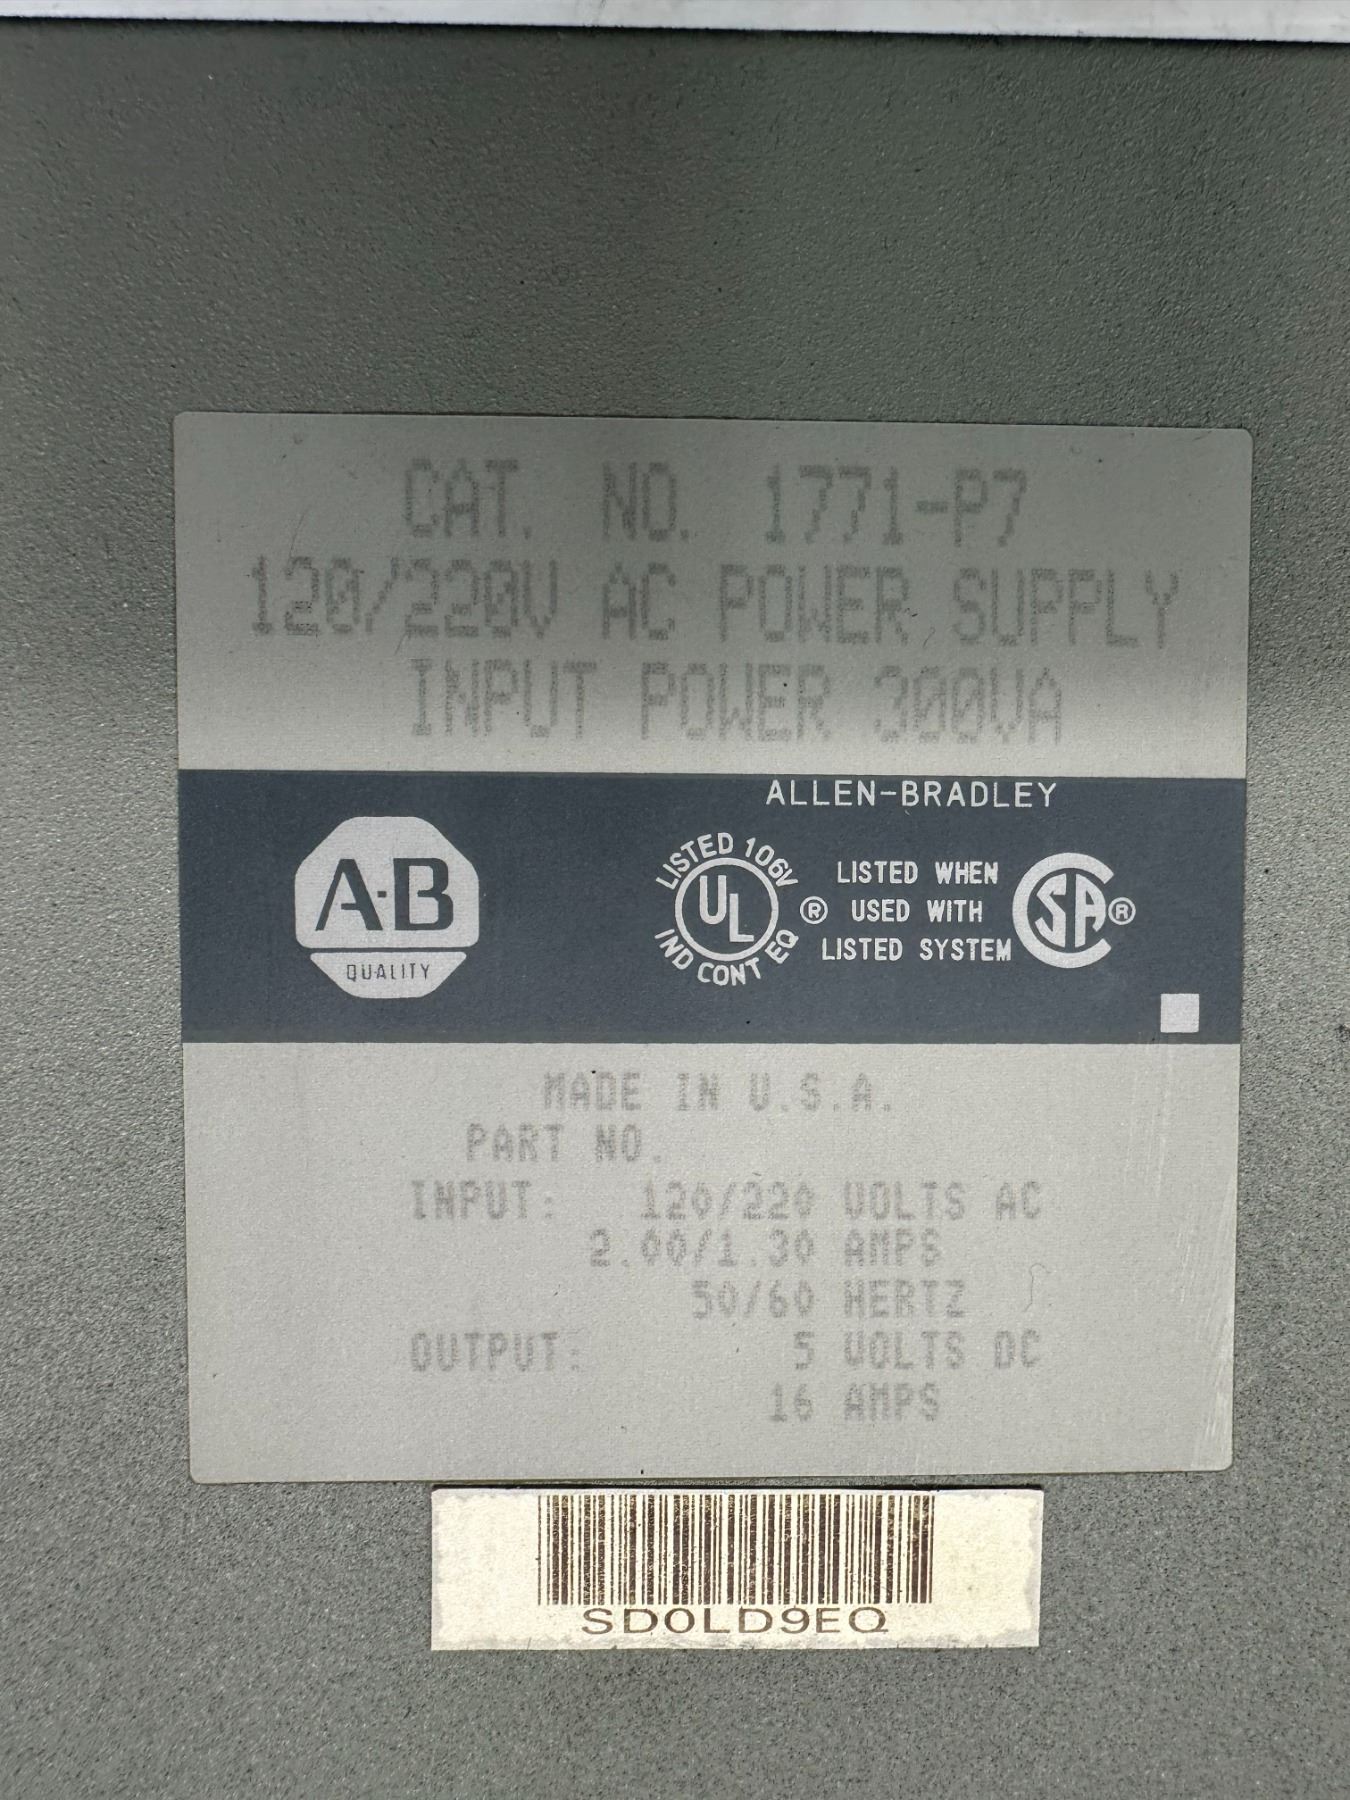 CAT. NO. 1771-P7
120/220V AC POWER SUPPLY
INPUT POWER 300VA
ALLEN-BRADLEY
A·B
QUALITY
LISTED 106V
UL
IND CONT EQ
®
LISTED WHEN
USED WITH
LISTED SYSTEM
SA ®
MADE IN U.S.A.
PART NO.
INPUT: 120/220 VOLTS AC
2.00/1.30 AMPS
50/60 HERTZ
OUTPUT: 5 VOLTS DC
16 AMPS
SD0LD9EQ